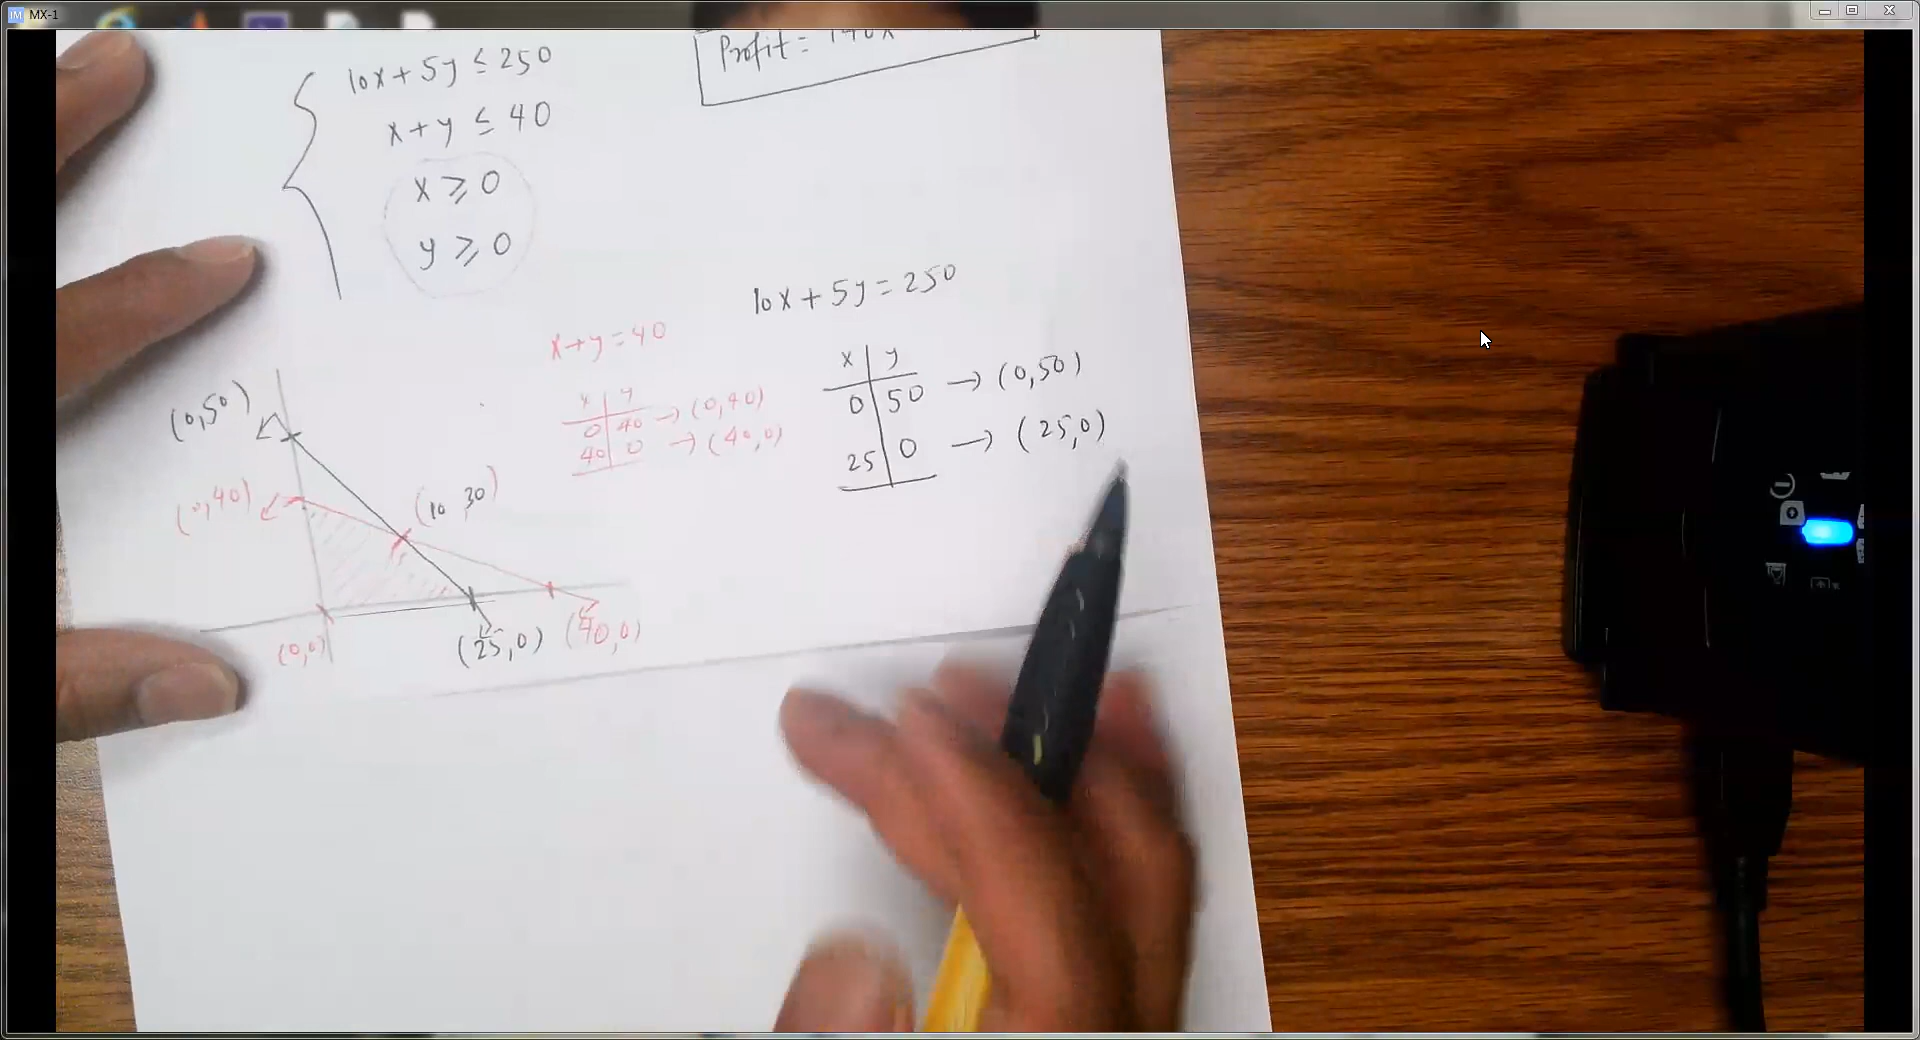 MX-1
10x + 5y ≤ 250
x + y ≤ 40
x ≥ 0
y ≥ 0
Profit = 140x
x+y = 40
x | y
0 | 40 → (0,40)
40 | 0 → (40,0)
10x + 5y = 250
x | y
0 | 50 → (0,50)
25 | 0 → (25,0)
(0,50)
(0,40)
(10,30)
(0,0)
(25,0)
(40,0)